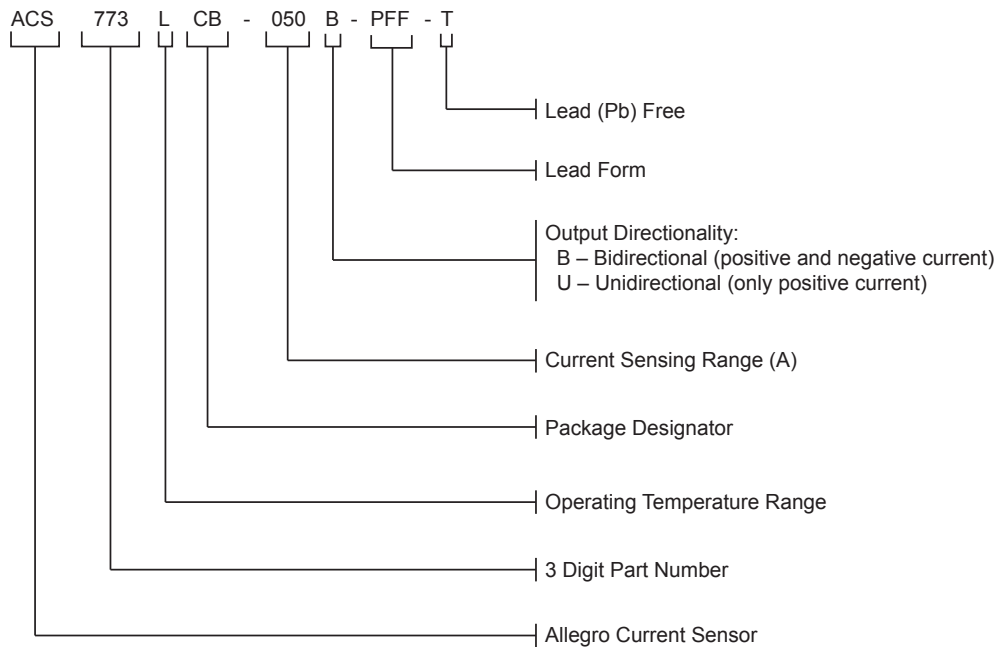 ACS 773 L CB - 050 B - PFF - T
Lead (Pb) Free
Lead Form
Output Directionality:
B – Bidirectional (positive and negative current)
U – Unidirectional (only positive current)
Current Sensing Range (A)
Package Designator
Operating Temperature Range
3 Digit Part Number
Allegro Current Sensor